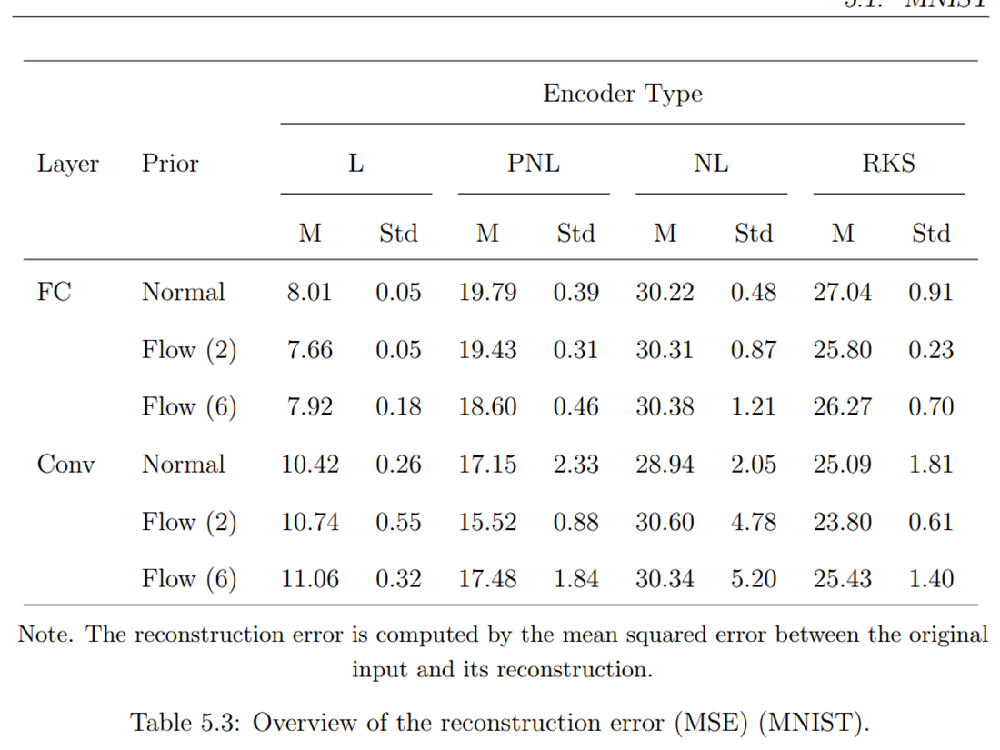 5.1. MNIST
Encoder Type
Layer Prior L PNL NL RKS
M Std M Std M Std M Std
FC Normal 8.01 0.05 19.79 0.39 30.22 0.48 27.04 0.91
Flow (2) 7.66 0.05 19.43 0.31 30.31 0.87 25.80 0.23
Flow (6) 7.92 0.18 18.60 0.46 30.38 1.21 26.27 0.70
Conv Normal 10.42 0.26 17.15 2.33 28.94 2.05 25.09 1.81
Flow (2) 10.74 0.55 15.52 0.88 30.60 4.78 23.80 0.61
Flow (6) 11.06 0.32 17.48 1.84 30.34 5.20 25.43 1.40
Note. The reconstruction error is computed by the mean squared error between the original
input and its reconstruction.
Table 5.3: Overview of the reconstruction error (MSE) (MNIST).